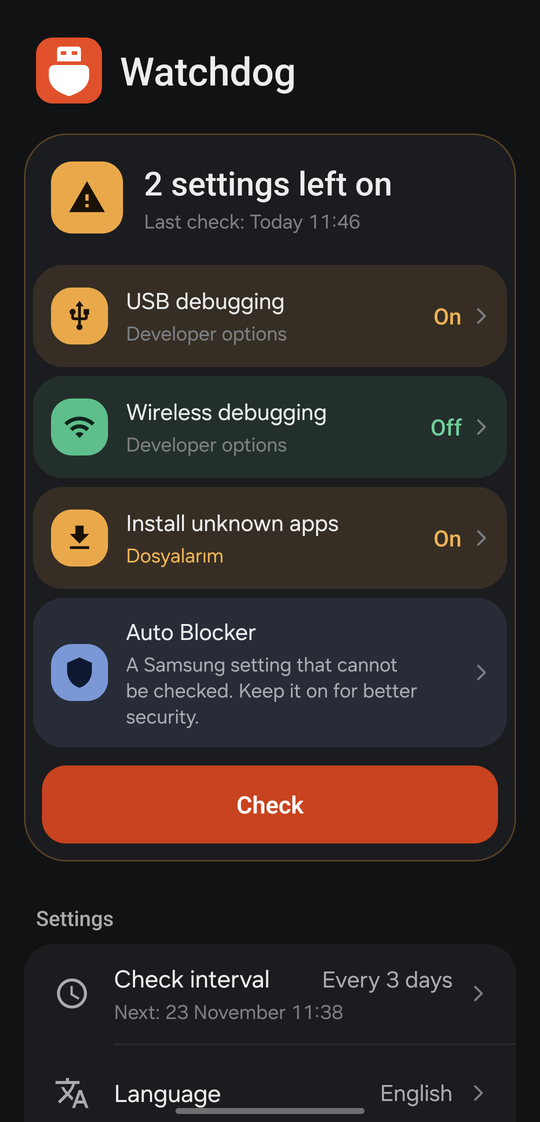 Watchdog
2 settings left on
Last check: Today 11:46
USB debugging
Developer options
On
Wireless debugging
Developer options
Off
Install unknown apps
Dosyalarım
On
Auto Blocker
A Samsung setting that cannot
be checked. Keep it on for better
security.
Check
Settings
Check interval
Every 3 days
Next: 23 November 11:38
Language
English